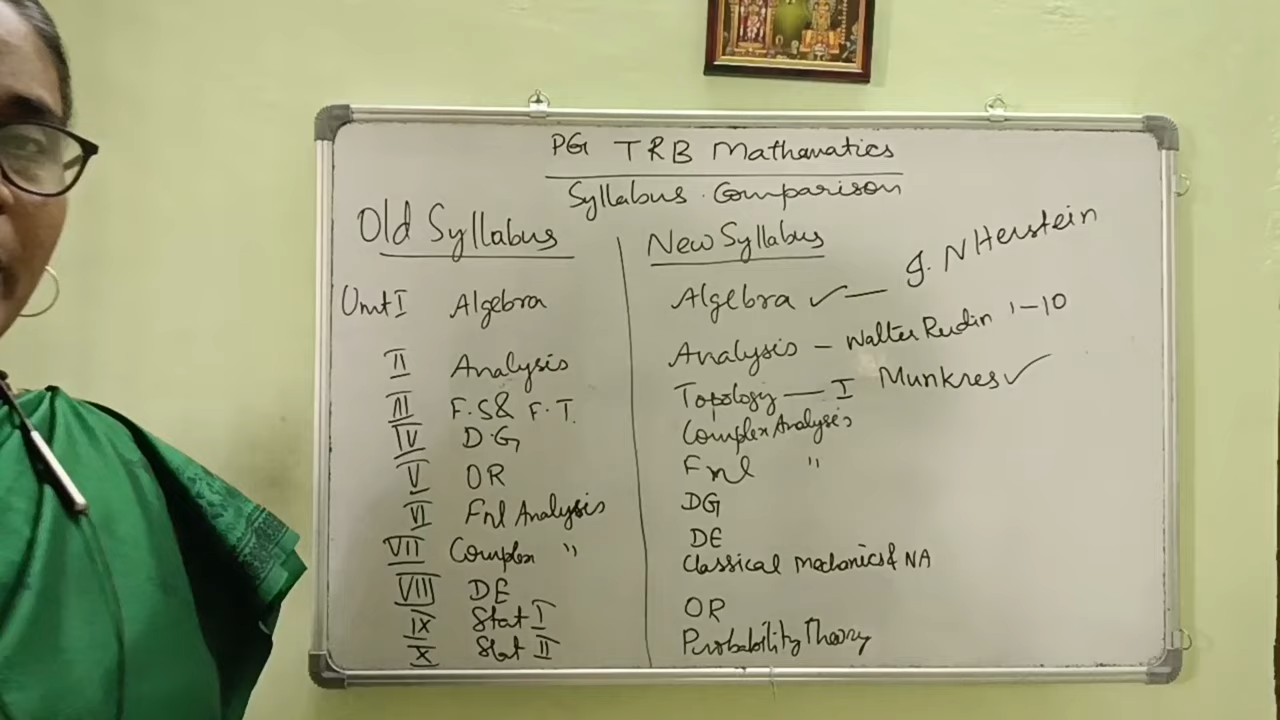 PG TRB Mathematics
Syllabus Comparison
Old Syllabus
New Syllabus
Unit I Algebra
Algebra ✓ — I. N Herstein
II Analysis
Analysis — Walter Rudin 1-10
III F.S & F.T.
Topology — I Munkres ✓
IV D.G
Complex Analysis
V OR
Fnl "
VI Fnl Analysis
DG
VII Complex "
DE
VIII DE
Classical mechanics & NA
IX Stat I
OR
X Stat II
Probability Theory